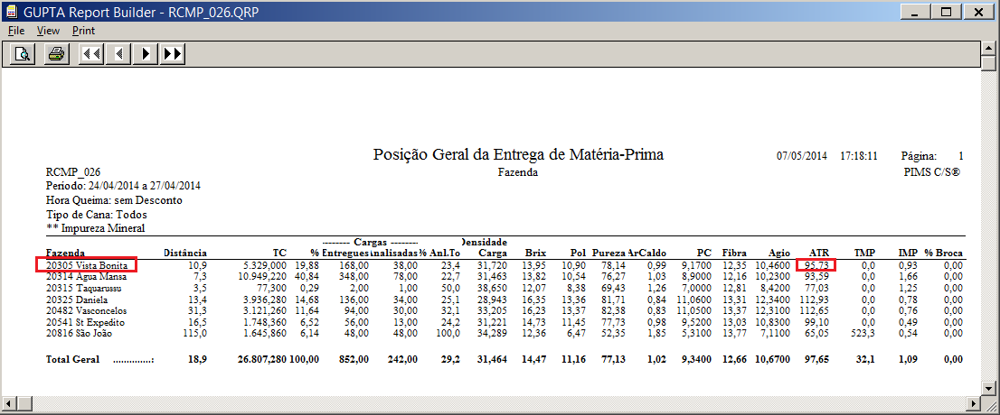 GUPTA Report Builder - RCMP_026.QRP
File View Print
Posição Geral da Entrega de Matéria-Prima 07/05/2014 17:18:11 Página: 1
RCMP_026 Fazenda PIMS C/S®
Período: 24/04/2014 a 27/04/2014
Hora Queima: sem Desconto
Tipo de Cana: Todos
** Impureza Mineral
-------- Cargas -------- Densidade
Fazenda Distância TC % Entregues Analisadas % Anl.To Carga Brix Pol Pureza ArCaldo PC Fibra Agio ATR TMP IMP % Broca
20305 Vista Bonita 10,9 5.329,000 19,88 168,00 38,00 23,4 31,720 13,95 10,90 78,14 0,99 9,1700 12,35 10,4600 95,73 0,0 0,93 0,00
20314 Agua Mansa 7,3 10.949,220 40,84 348,00 78,00 22,7 31,463 13,82 10,54 76,27 1,03 8,9000 12,16 10,2300 93,59 0,0 1,66 0,00
20315 Taquarussu 3,5 77,300 0,29 2,00 1,00 50,0 38,650 12,07 8,38 69,43 1,26 7,0000 12,81 8,4200 77,03 0,0 1,25 0,00
20325 Daniela 13,4 3.936,280 14,68 136,00 34,00 25,1 28,943 16,35 13,36 81,71 0,84 11,0600 13,31 12,3400 112,93 0,0 0,78 0,00
20482 Vasconcelos 31,3 3.121,260 11,64 94,00 30,00 32,1 33,205 16,23 13,37 82,38 0,83 11,0500 13,37 12,3100 112,65 0,0 0,76 0,00
20541 St Expedito 16,5 1.748,360 6,52 56,00 13,00 24,2 31,221 14,73 11,45 77,73 0,98 9,5200 13,03 10,8300 99,10 0,0 0,49 0,00
20816 São João 115,0 1.645,860 6,14 48,00 48,00 100,0 34,289 12,36 6,47 52,35 1,85 5,3100 13,77 7,1100 65,05 523,3 0,54 0,00
Total Geral ..............: 18,9 26.807,280 100,00 852,00 242,00 29,2 31,464 14,47 11,16 77,13 1,02 9,3400 12,66 10,6700 97,65 32,1 1,09 0,00